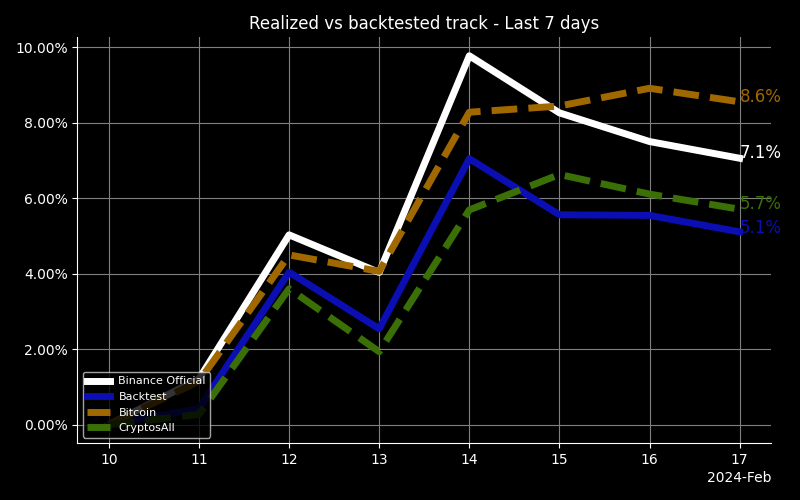 Realized vs backtested track - Last 7 days
10.00%
8.00%
6.00%
4.00%
2.00%
0.00%
8.6%
7.1%
5.7%
5.1%
Binance Official
Backtest
Bitcoin
CryptosAll
10 11 12 13 14 15 16 17
2024-Feb